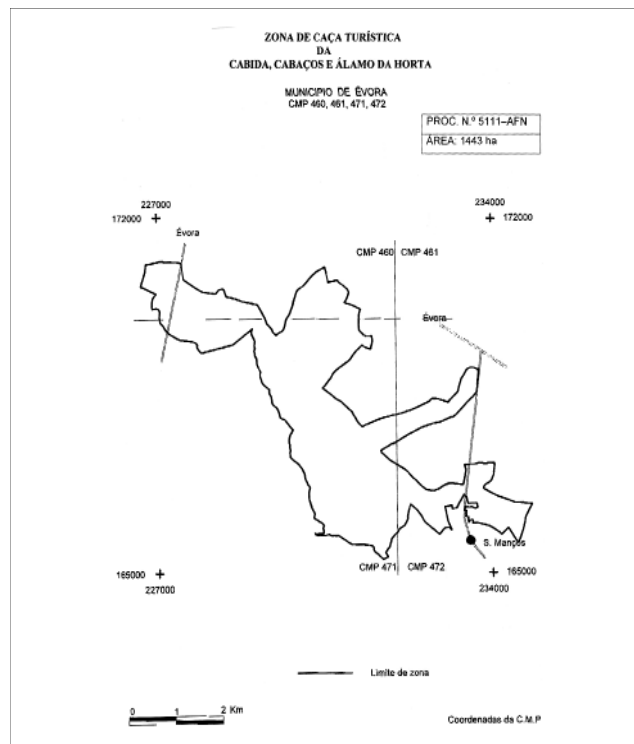 ZONA DE CAÇA TURÍSTICA
DA
CABIDA, CABAÇOS E ÁLAMO DA HORTA
MUNICIPIO DE ÉVORA
CMP 460, 461, 471, 472
PROC. N.º 5111–AFN
ÁREA: 1443 ha
227000
172000
234000
172000
Évora
CMP 460
CMP 461
Évora
S. Manços
CMP 471
CMP 472
165000
227000
165000
234000
Limite de zona
0 1 2 Km
Coordenadas da C.M.P